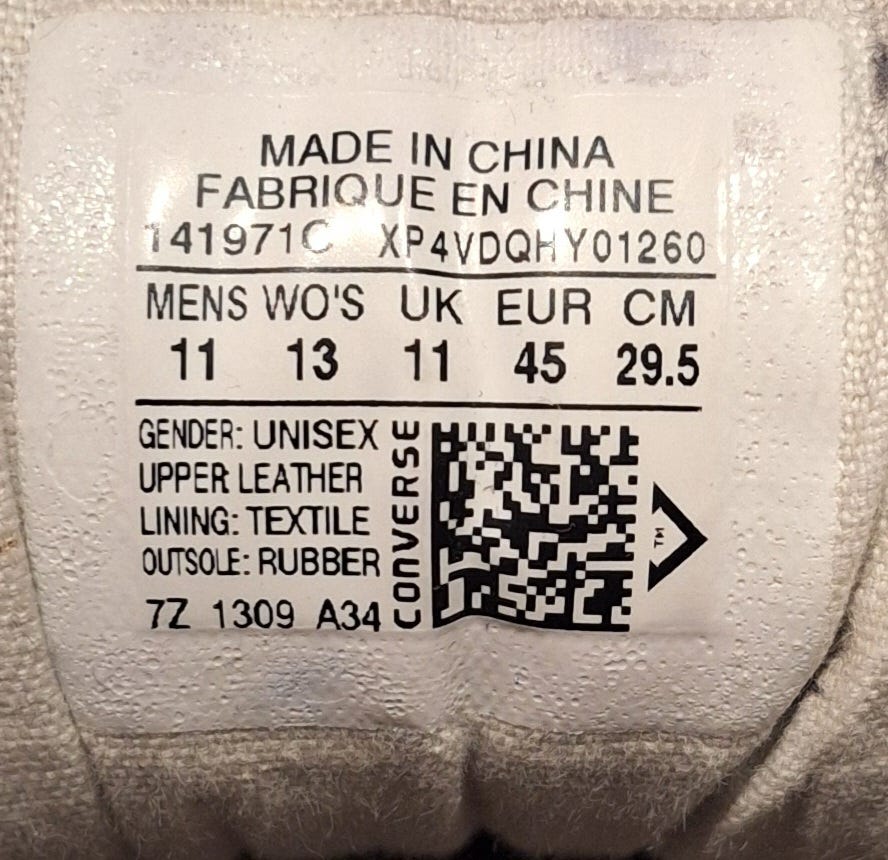 MADE IN CHINA
FABRIQUE EN CHINE
141971C XP4VDQHY01260
MENS WO'S UK EUR CM
11 13 11 45 29.5
GENDER: UNISEX
UPPER: LEATHER
LINING: TEXTILE
OUTSOLE: RUBBER
7Z 1309 A34
CONVERSE
TM